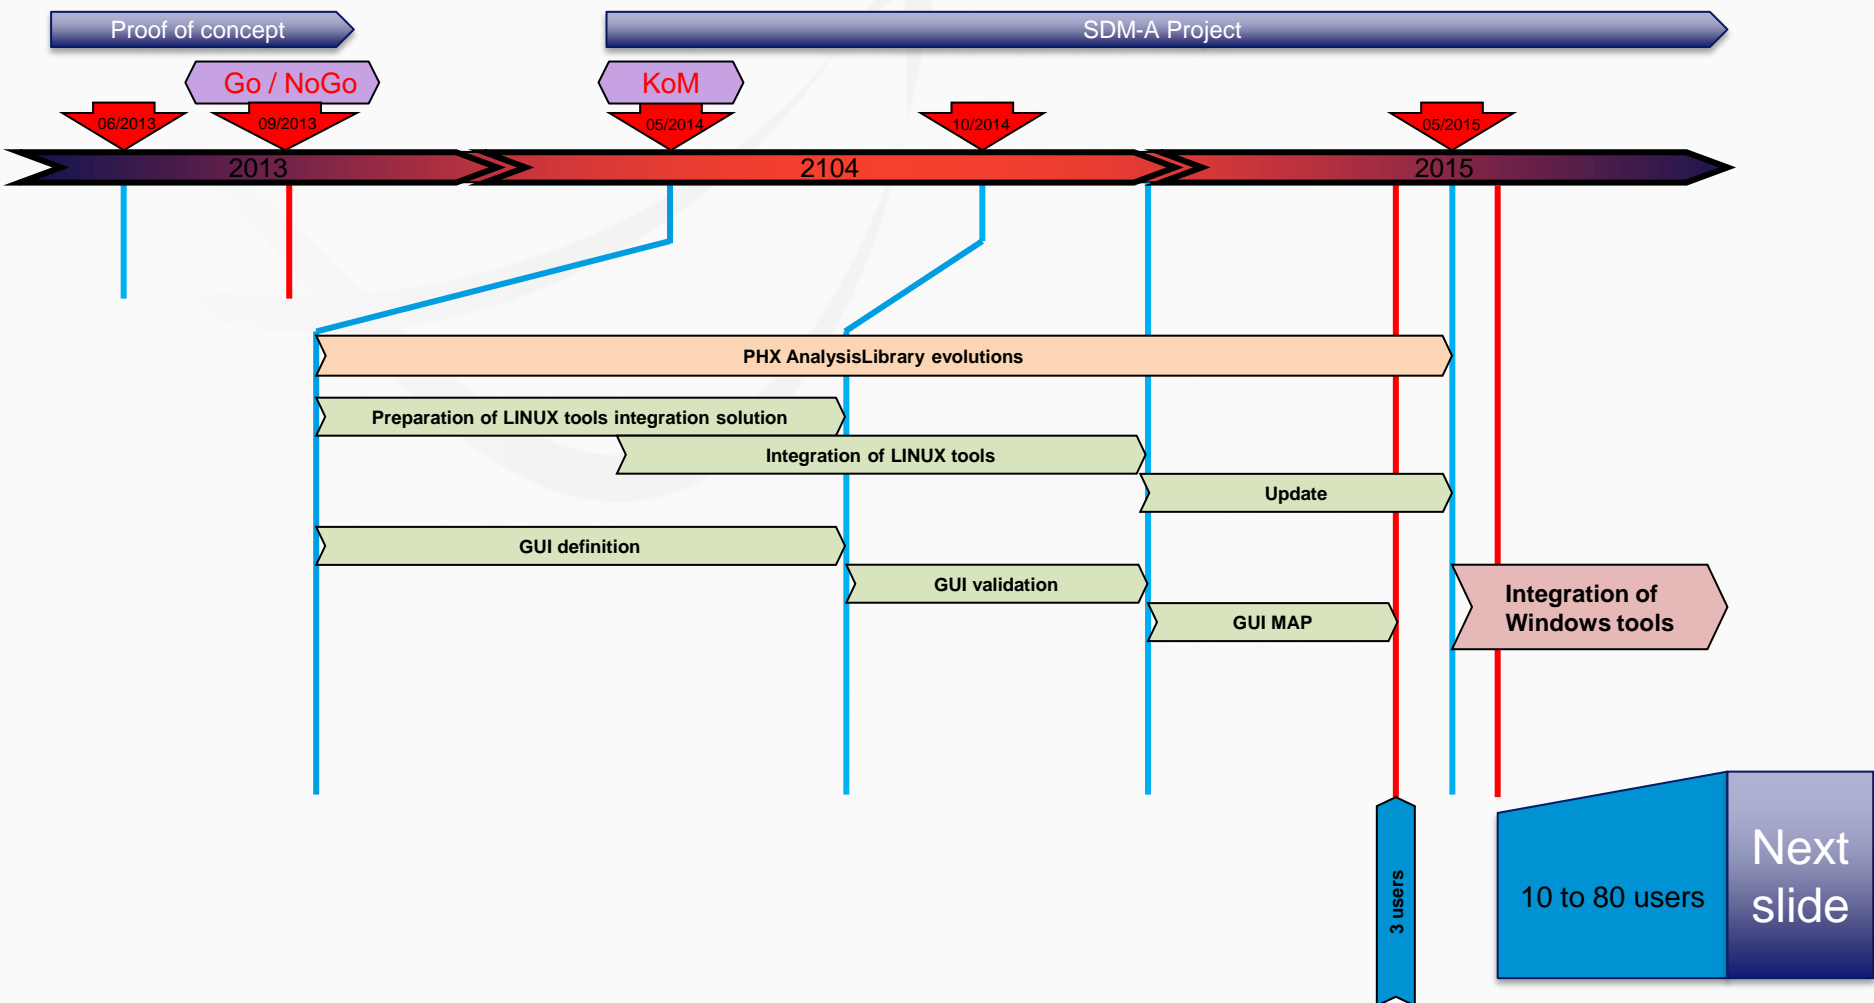 Proof of concept
SDM-A Project
Go / NoGo
KoM
06/2013
09/2013
05/2014
10/2014
05/2015
2013
2104
2015
PHX AnalysisLibrary evolutions
Preparation of LINUX tools integration solution
Integration of LINUX tools
Update
GUI definition
GUI validation
Integration of
Windows tools
GUI MAP
3 users
10 to 80 users
Next
slide